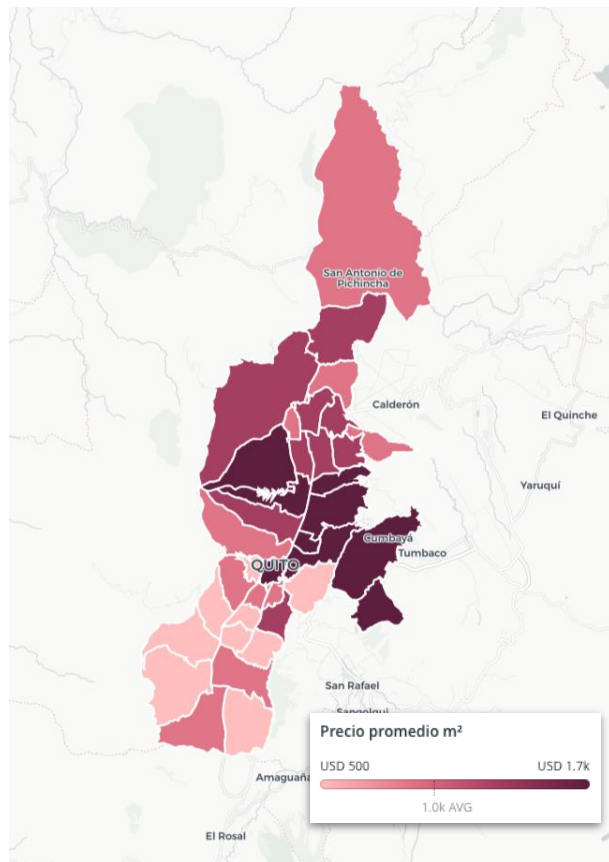 San Antonio de
Pichincha
Calderón
El Quinche
Yaruquí
Cumbayá
Tumbaco
QUITO
San Rafael
Sangolquí
Precio promedio m²
USD 500
USD 1.7k
1.0k AVG
Amaguaña
El Rosal